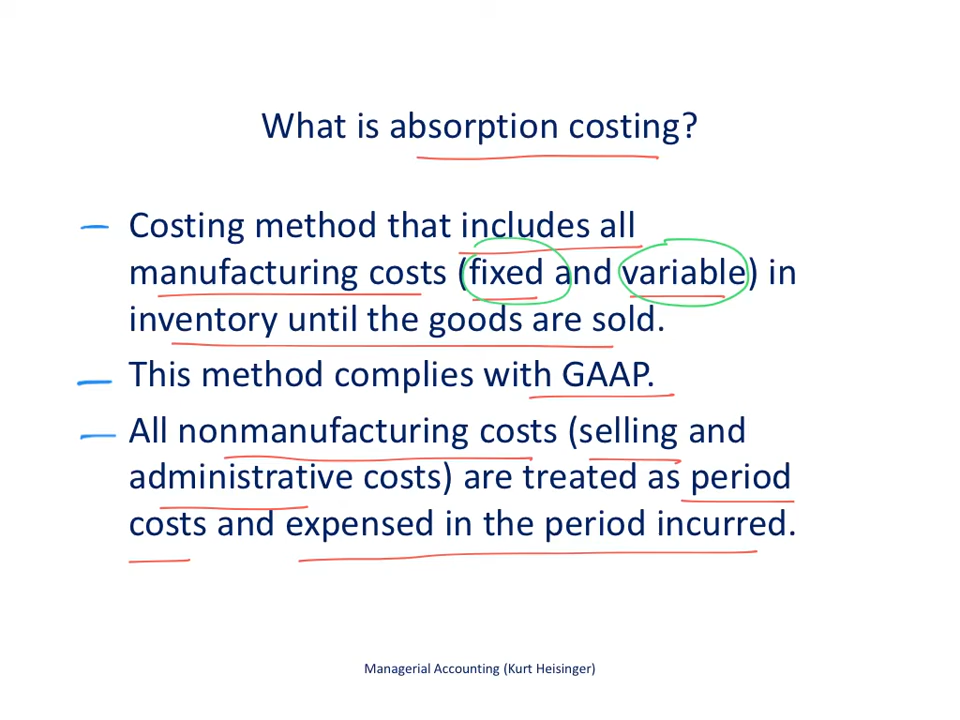 What is absorption costing?
Costing method that includes all
manufacturing costs (fixed and variable) in
inventory until the goods are sold.
This method complies with GAAP.
All nonmanufacturing costs (selling and
administrative costs) are treated as period
costs and expensed in the period incurred.
Managerial Accounting (Kurt Heisinger)